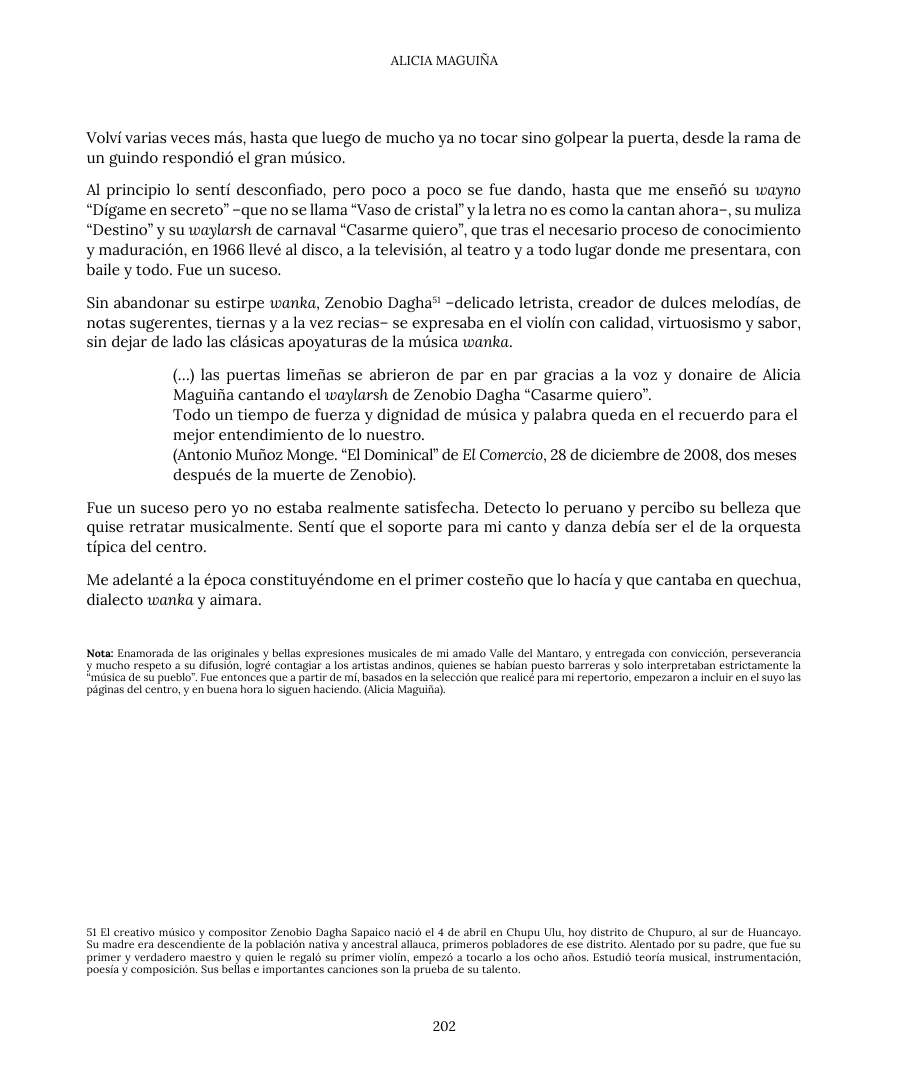 ALICIA MAGUIÑA
Volví varias veces más, hasta que luego de mucho ya no tocar sino golpear la puerta, desde la rama de
un guindo respondió el gran músico.
Al principio lo sentí desconfiado, pero poco a poco se fue dando, hasta que me enseñó su wayno
“Dígame en secreto” –que no se llama “Vaso de cristal” y la letra no es como la cantan ahora–, su muliza
“Destino” y su waylarsh de carnaval “Casarme quiero”, que tras el necesario proceso de conocimiento
y maduración, en 1966 llevé al disco, a la televisión, al teatro y a todo lugar donde me presentara, con
baile y todo. Fue un suceso.
Sin abandonar su estirpe wanka, Zenobio Dagha51 –delicado letrista, creador de dulces melodías, de
notas sugerentes, tiernas y a la vez recias– se expresaba en el violín con calidad, virtuosismo y sabor,
sin dejar de lado las clásicas apoyaturas de la música wanka.
(...) las puertas limeñas se abrieron de par en par gracias a la voz y donaire de Alicia
Maguiña cantando el waylarsh de Zenobio Dagha “Casarme quiero”.
Todo un tiempo de fuerza y dignidad de música y palabra queda en el recuerdo para el
mejor entendimiento de lo nuestro.
(Antonio Muñoz Monge. “El Dominical” de El Comercio, 28 de diciembre de 2008, dos meses
después de la muerte de Zenobio).
Fue un suceso pero yo no estaba realmente satisfecha. Detecto lo peruano y percibo su belleza que
quise retratar musicalmente. Sentí que el soporte para mi canto y danza debía ser el de la orquesta
típica del centro.
Me adelanté a la época constituyéndome en el primer costeño que lo hacía y que cantaba en quechua,
dialecto wanka y aimara.
Nota: Enamorada de las originales y bellas expresiones musicales de mi amado Valle del Mantaro, y entregada con convicción, perseverancia
y mucho respeto a su difusión, logré contagiar a los artistas andinos, quienes se habían puesto barreras y solo interpretaban estrictamente la
“música de su pueblo”. Fue entonces que a partir de mí, basados en la selección que realicé para mi repertorio, empezaron a incluir en el suyo las
páginas del centro, y en buena hora lo siguen haciendo. (Alicia Maguiña).
51 El creativo músico y compositor Zenobio Dagha Sapaico nació el 4 de abril en Chupu Ulu, hoy distrito de Chupuro, al sur de Huancayo.
Su madre era descendiente de la población nativa y ancestral allauca, primeros pobladores de ese distrito. Alentado por su padre, que fue su
primer y verdadero maestro y quien le regaló su primer violín, empezó a tocarlo a los ocho años. Estudió teoría musical, instrumentación,
poesía y composición. Sus bellas e importantes canciones son la prueba de su talento.
202